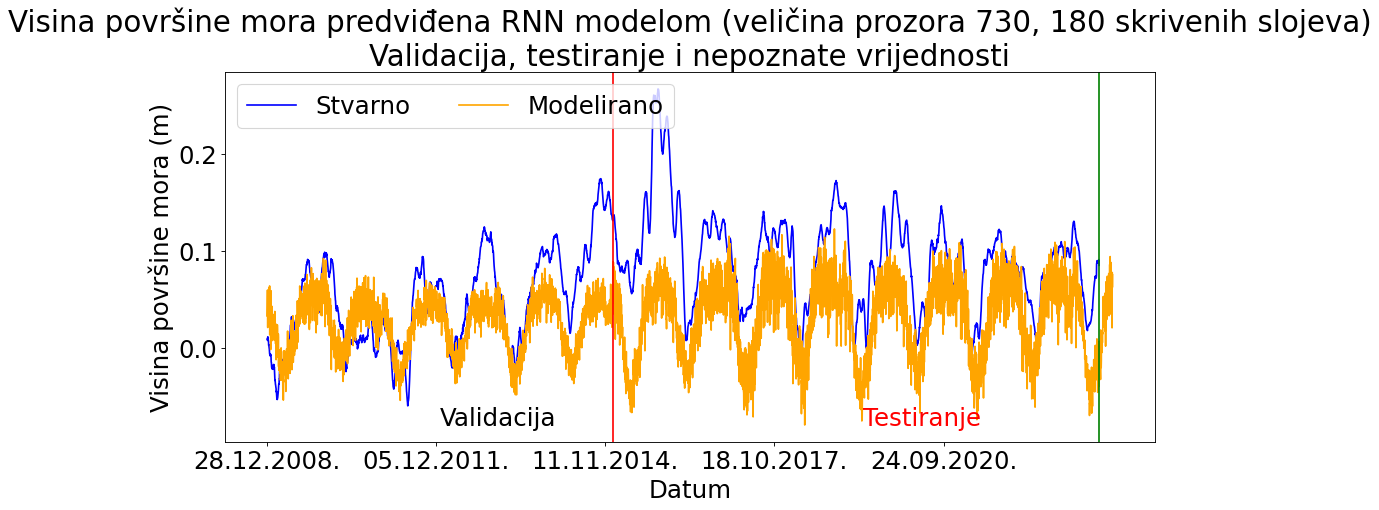 Visina površine mora predviđena RNN modelom (veličina prozora 730, 180 skrivenih slojeva)
Validacija, testiranje i nepoznate vrijednosti
Stvarno Modelirano
Visina površine mora (m)
0.2
0.1
0.0
Validacija Testiranje
28.12.2008. 05.12.2011. 11.11.2014. 18.10.2017. 24.09.2020.
Datum